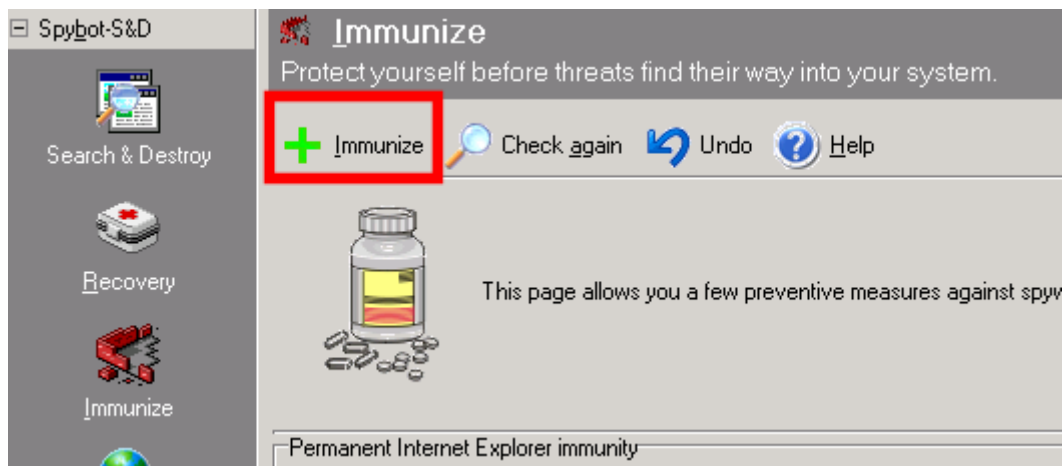 Spybot-S&D
Search & Destroy
Recovery
Immunize
Immunize
Protect yourself before threats find their way into your system.
Immunize Check again Undo Help
This page allows you a few preventive measures against
Permanent Internet Explorer immunity